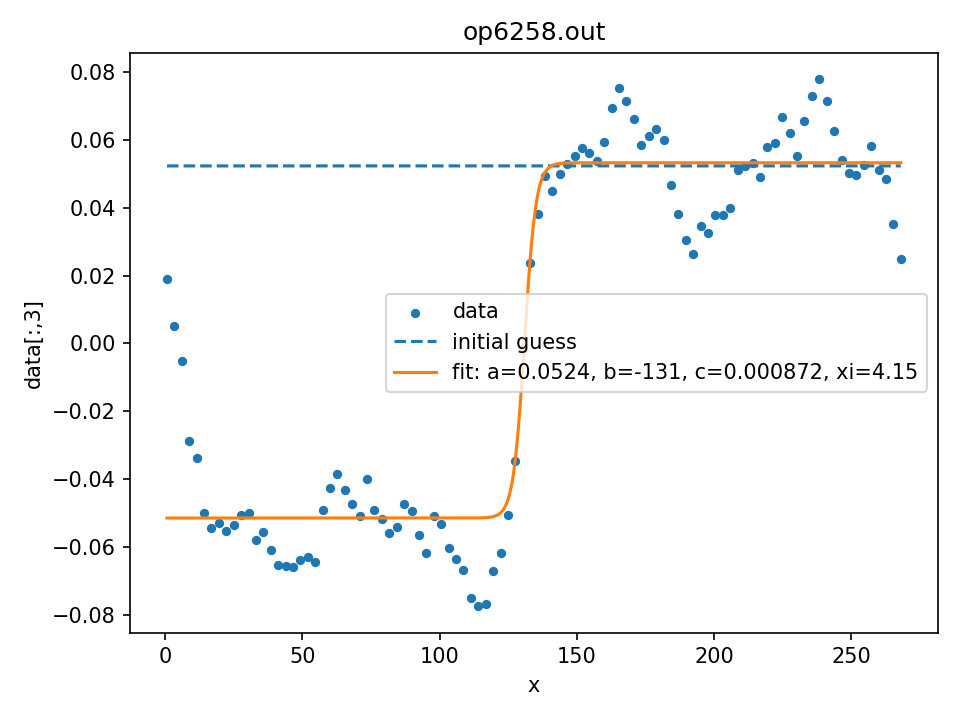 op6258.out
0.08
0.06
0.04
0.02
0.00
−0.02
−0.04
−0.06
−0.08
data[:,3]
data
initial guess
fit: a=0.0524, b=-131, c=0.000872, xi=4.15
0 50 100 150 200 250
x